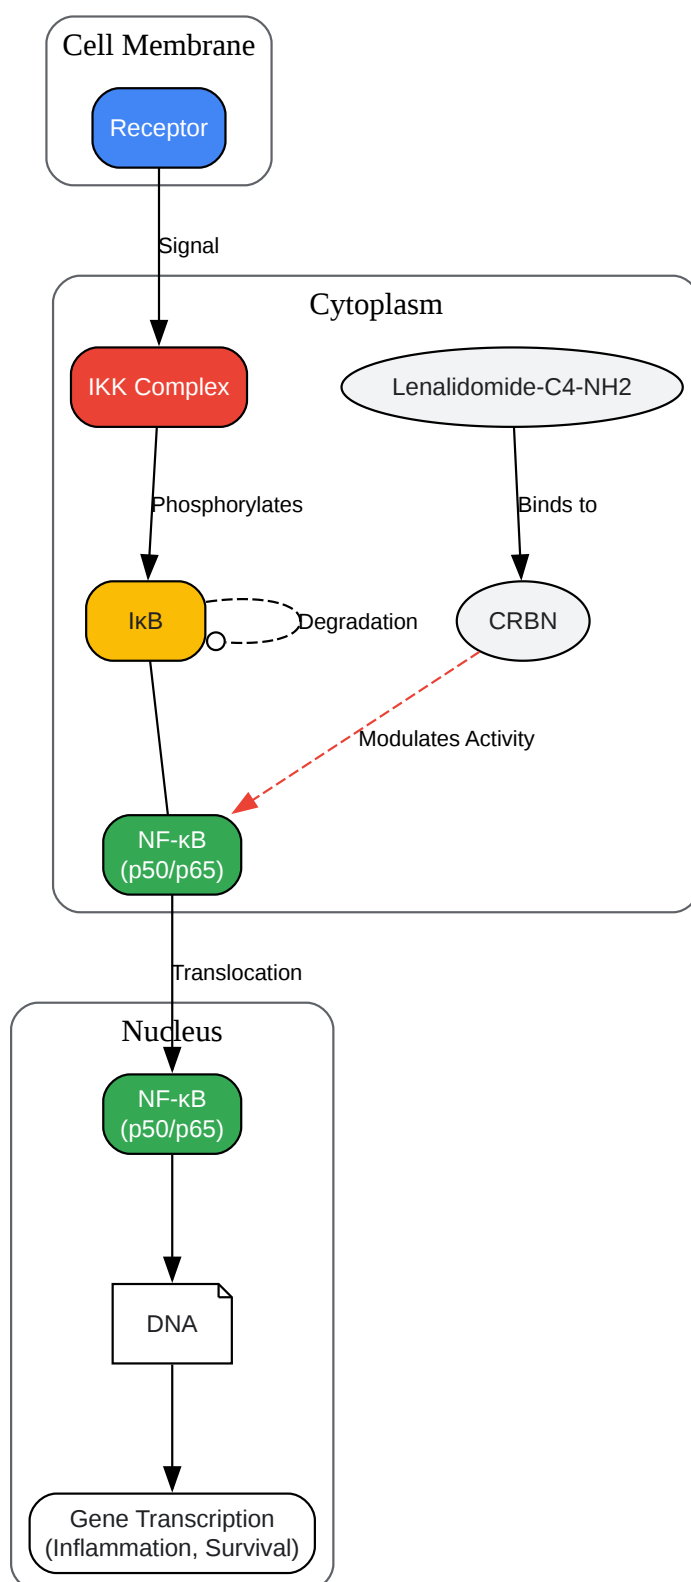 Cell Membrane
Receptor
Signal
Cytoplasm
IKK Complex
Lenalidomide-C4-NH2
Phosphorylates
Binds to
IκB
Degradation
CRBN
Modulates Activity
NF-κB
(p50/p65)
Translocation
Nucleus
NF-κB
(p50/p65)
DNA
Gene Transcription
(Inflammation, Survival)